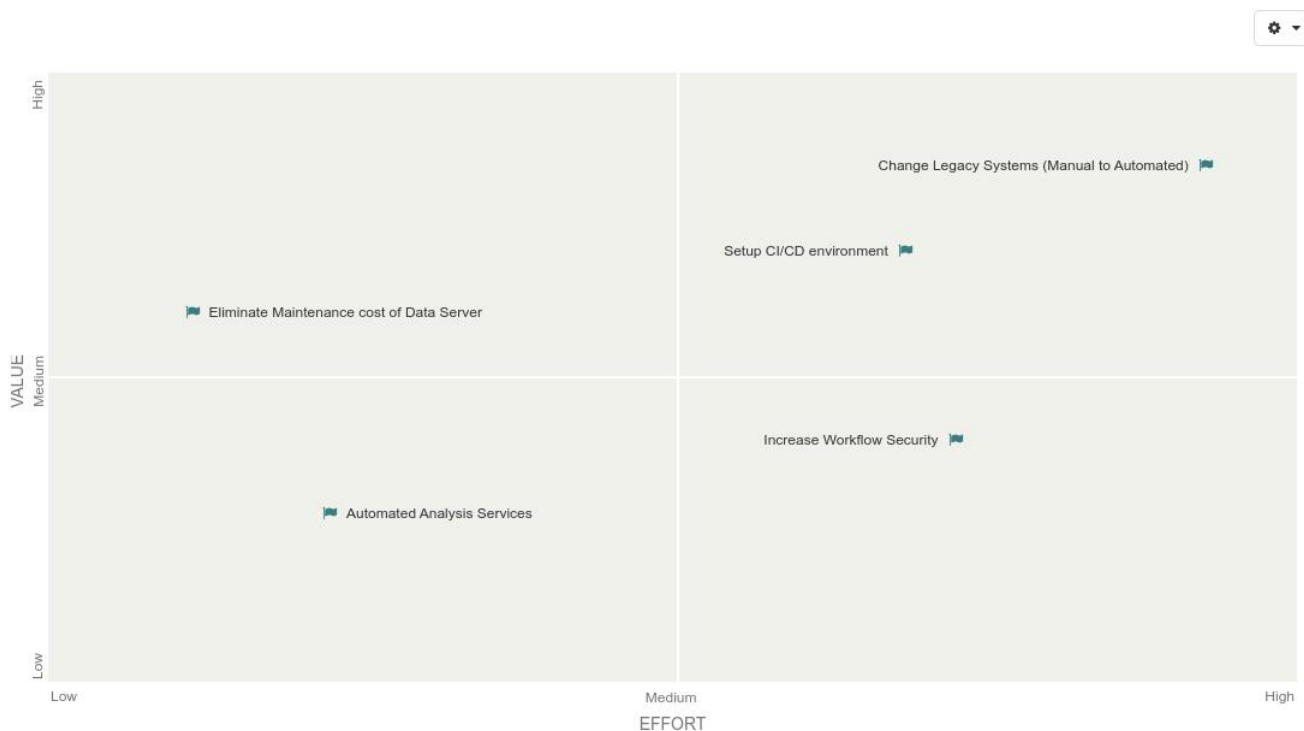 High
Change Legacy Systems (Manual to Automated)
Setup CI/CD environment
Eliminate Maintenance cost of Data Server
VALUE
Medium
Increase Workflow Security
Automated Analysis Services
Low
Low
Medium
High
EFFORT